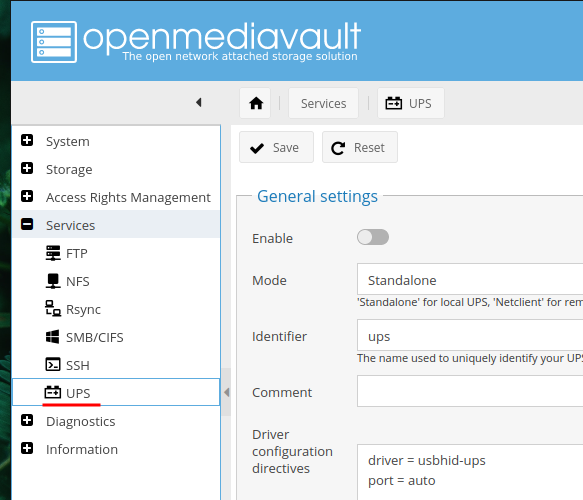 openmediavault
The open network attached storage solution
Services
UPS
Save
Reset
System
Storage
Access Rights Management
Services
FTP
NFS
Rsync
SMB/CIFS
SSH
UPS
Diagnostics
Information
General settings
Enable
Mode
Standalone
'Standalone' for local UPS, 'Netclient' for rem
Identifier
ups
The name used to uniquely identify your UPS
Comment
Driver
configuration
directives
driver = usbhid-ups
port = auto